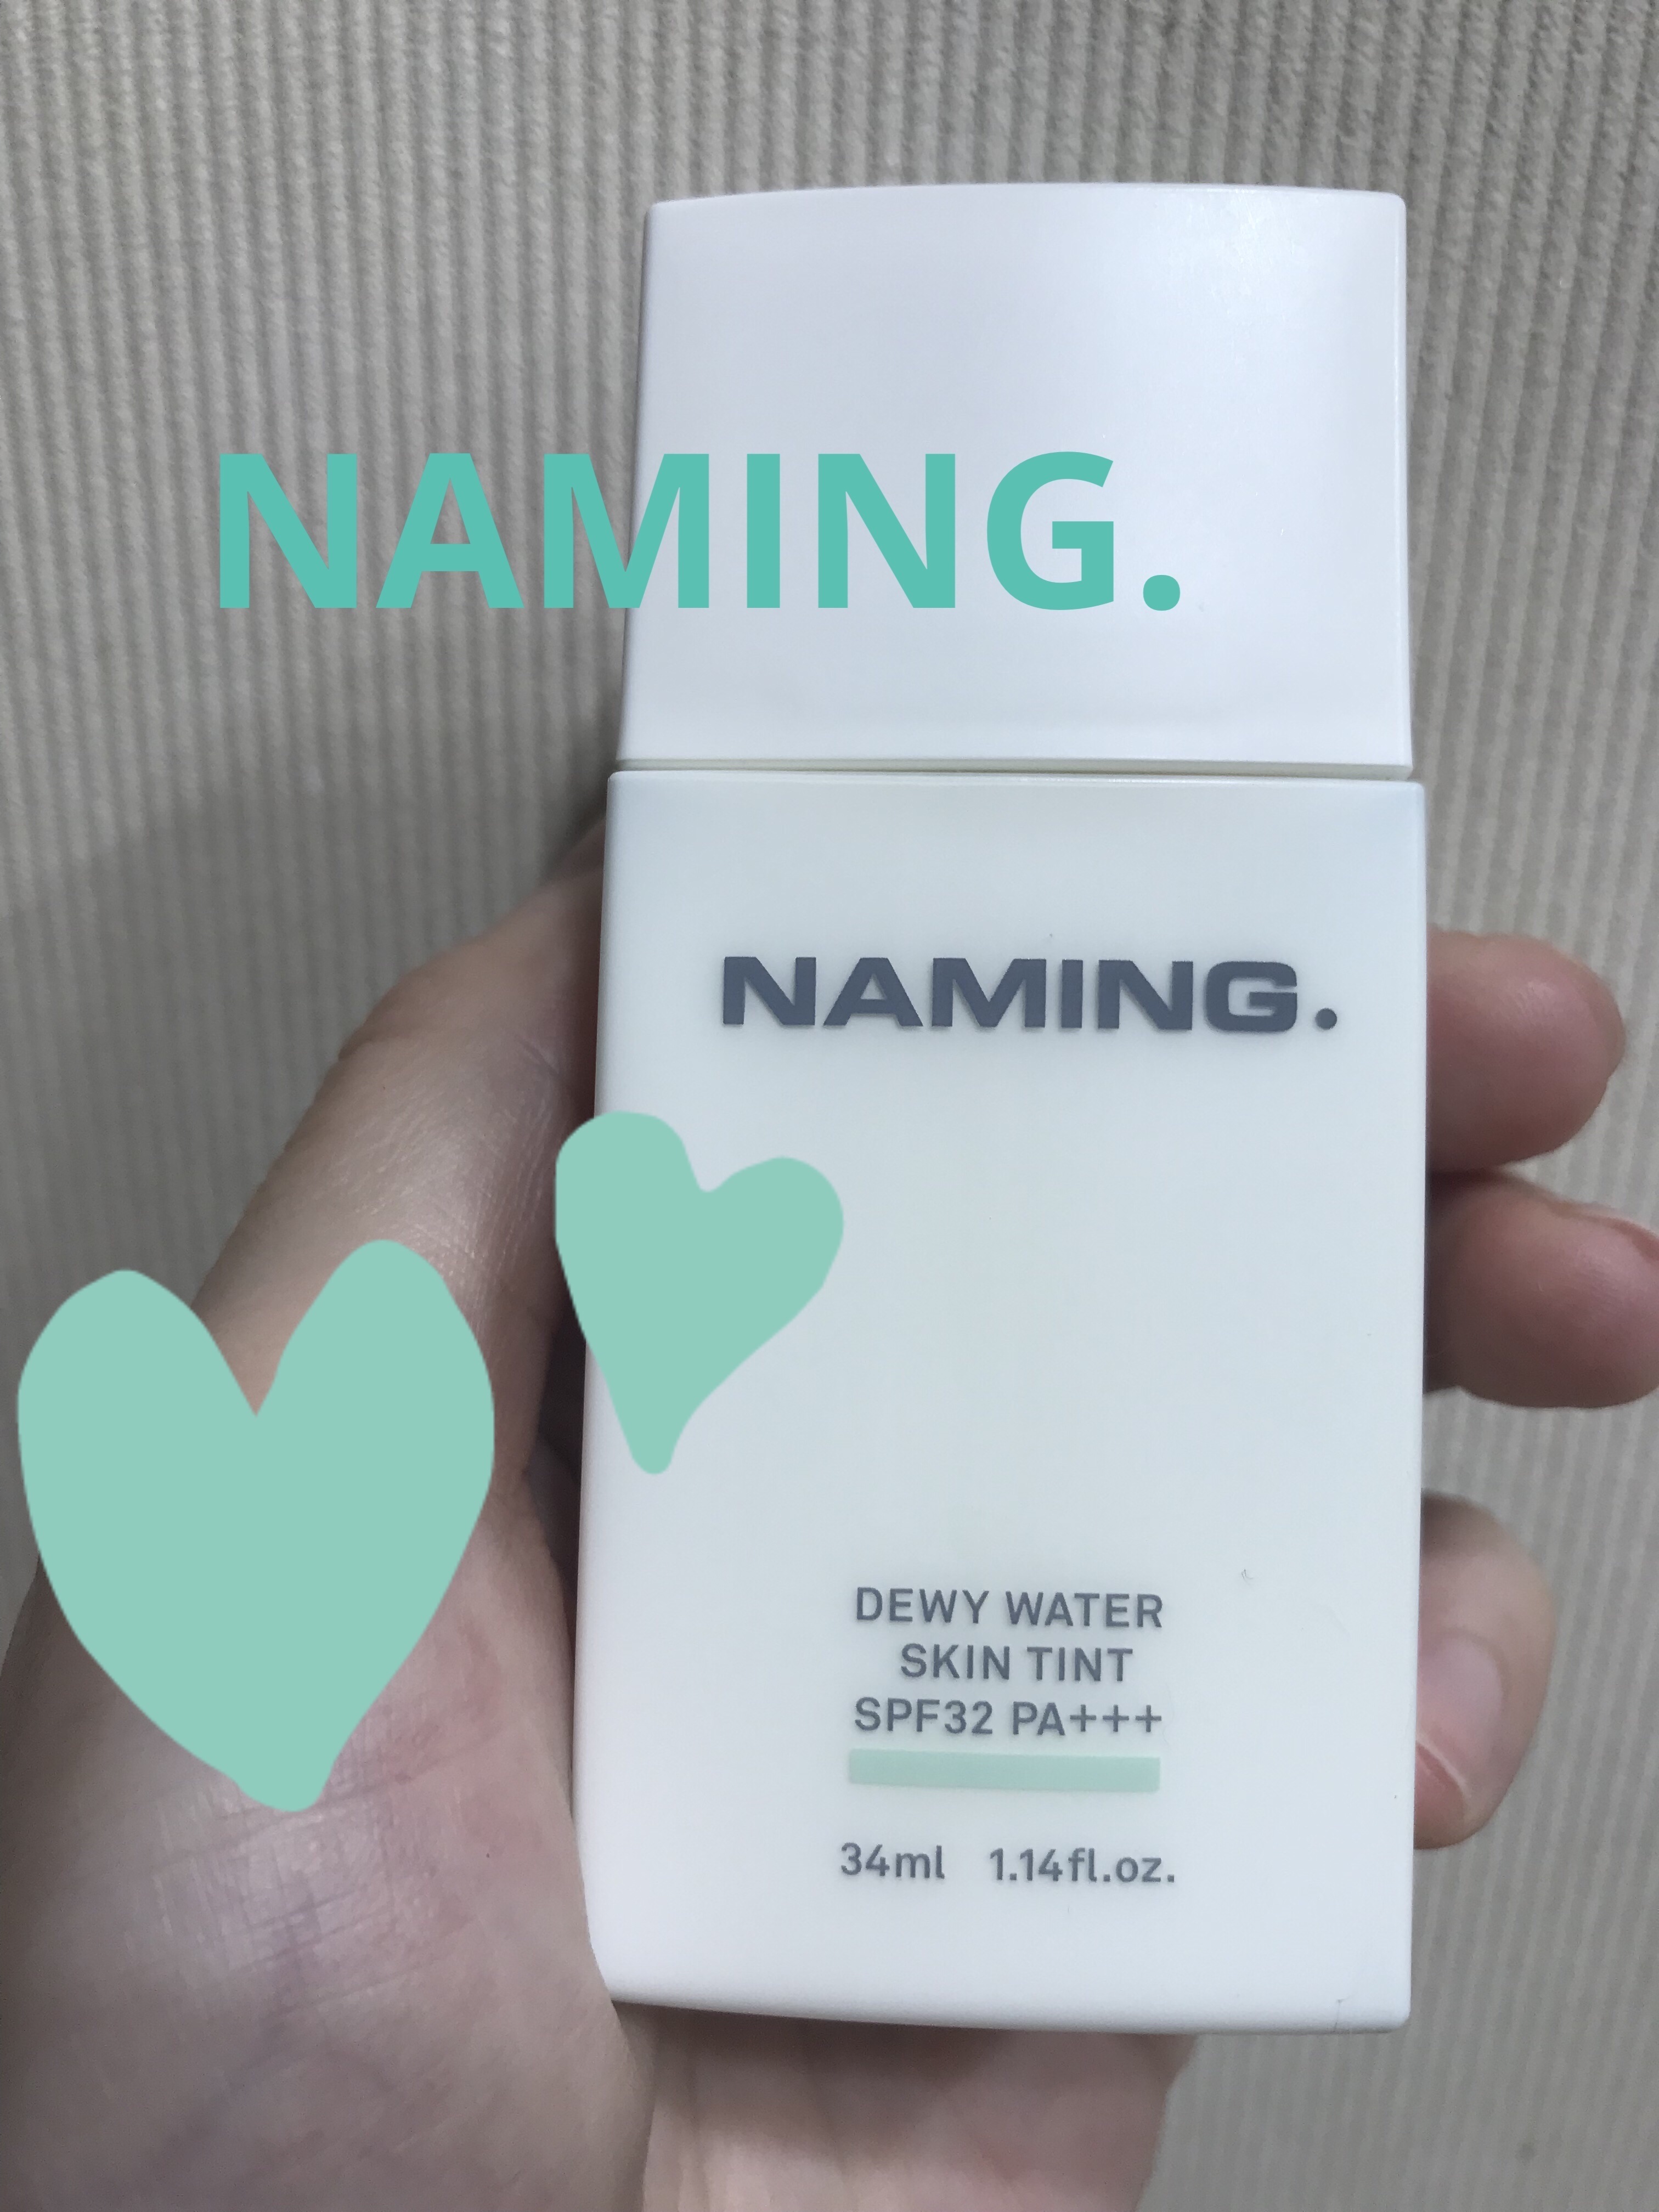 NAMING.
NAMING.
DEWY WATER
SKIN TINT
SPF32 PA+++
34ml 1.14fl.oz.